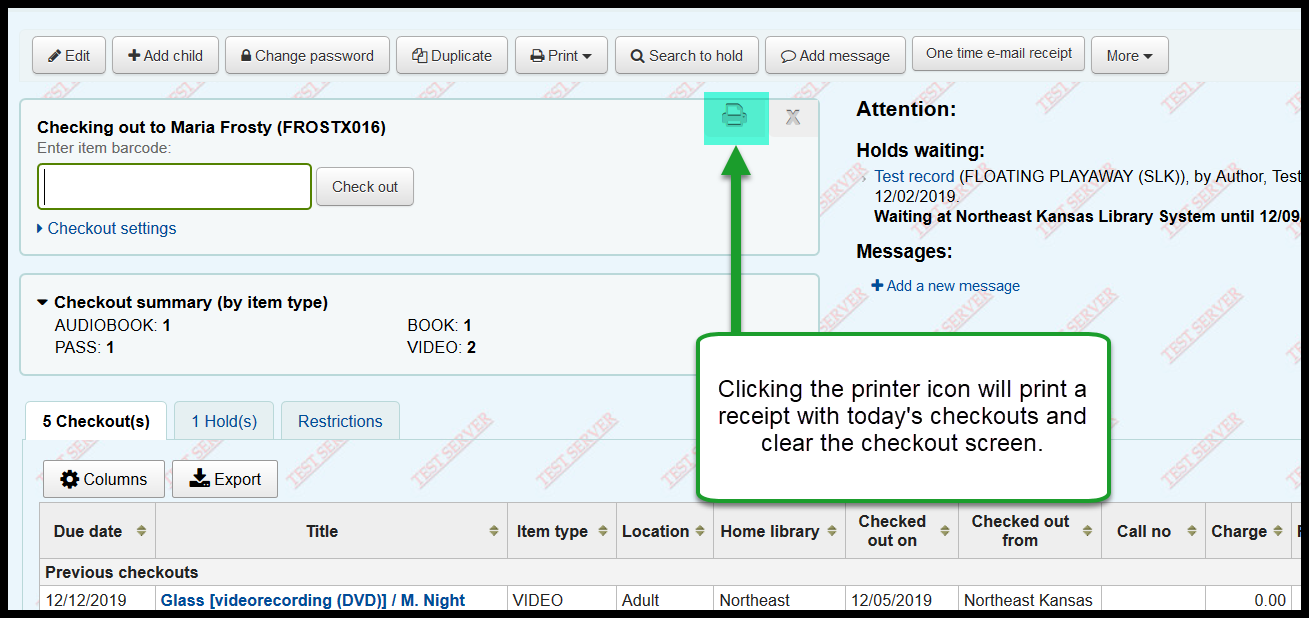 Edit
Add child
Change password
Duplicate
Print
Search to hold
Add message
One time e-mail receipt
More
Checking out to Maria Frosty (FROSTX016)
Enter item barcode:
Check out
Checkout settings
X
Attention:
Holds waiting:
Test record (FLOATING PLAYAWAY (SLK)), by Author, Test
12/02/2019.
Waiting at Northeast Kansas Library System until 12/09
Messages:
Add a new message
Checkout summary (by item type)
AUDIOBOOK: 1
BOOK: 1
PASS: 1
VIDEO: 2
Clicking the printer icon will print a
receipt with today's checkouts and
clear the checkout screen.
5 Checkout(s)
1 Hold(s)
Restrictions
Columns
Export
Due date
Title
Item type
Location
Home library
Checked
out on
Checked out
from
Call no
Charge
Previous checkouts
12/12/2019
Glass [videorecording (DVD)] / M. Night
VIDEO
Adult
Northeast
12/05/2019
Northeast Kansas
0.00
TEST SERVER